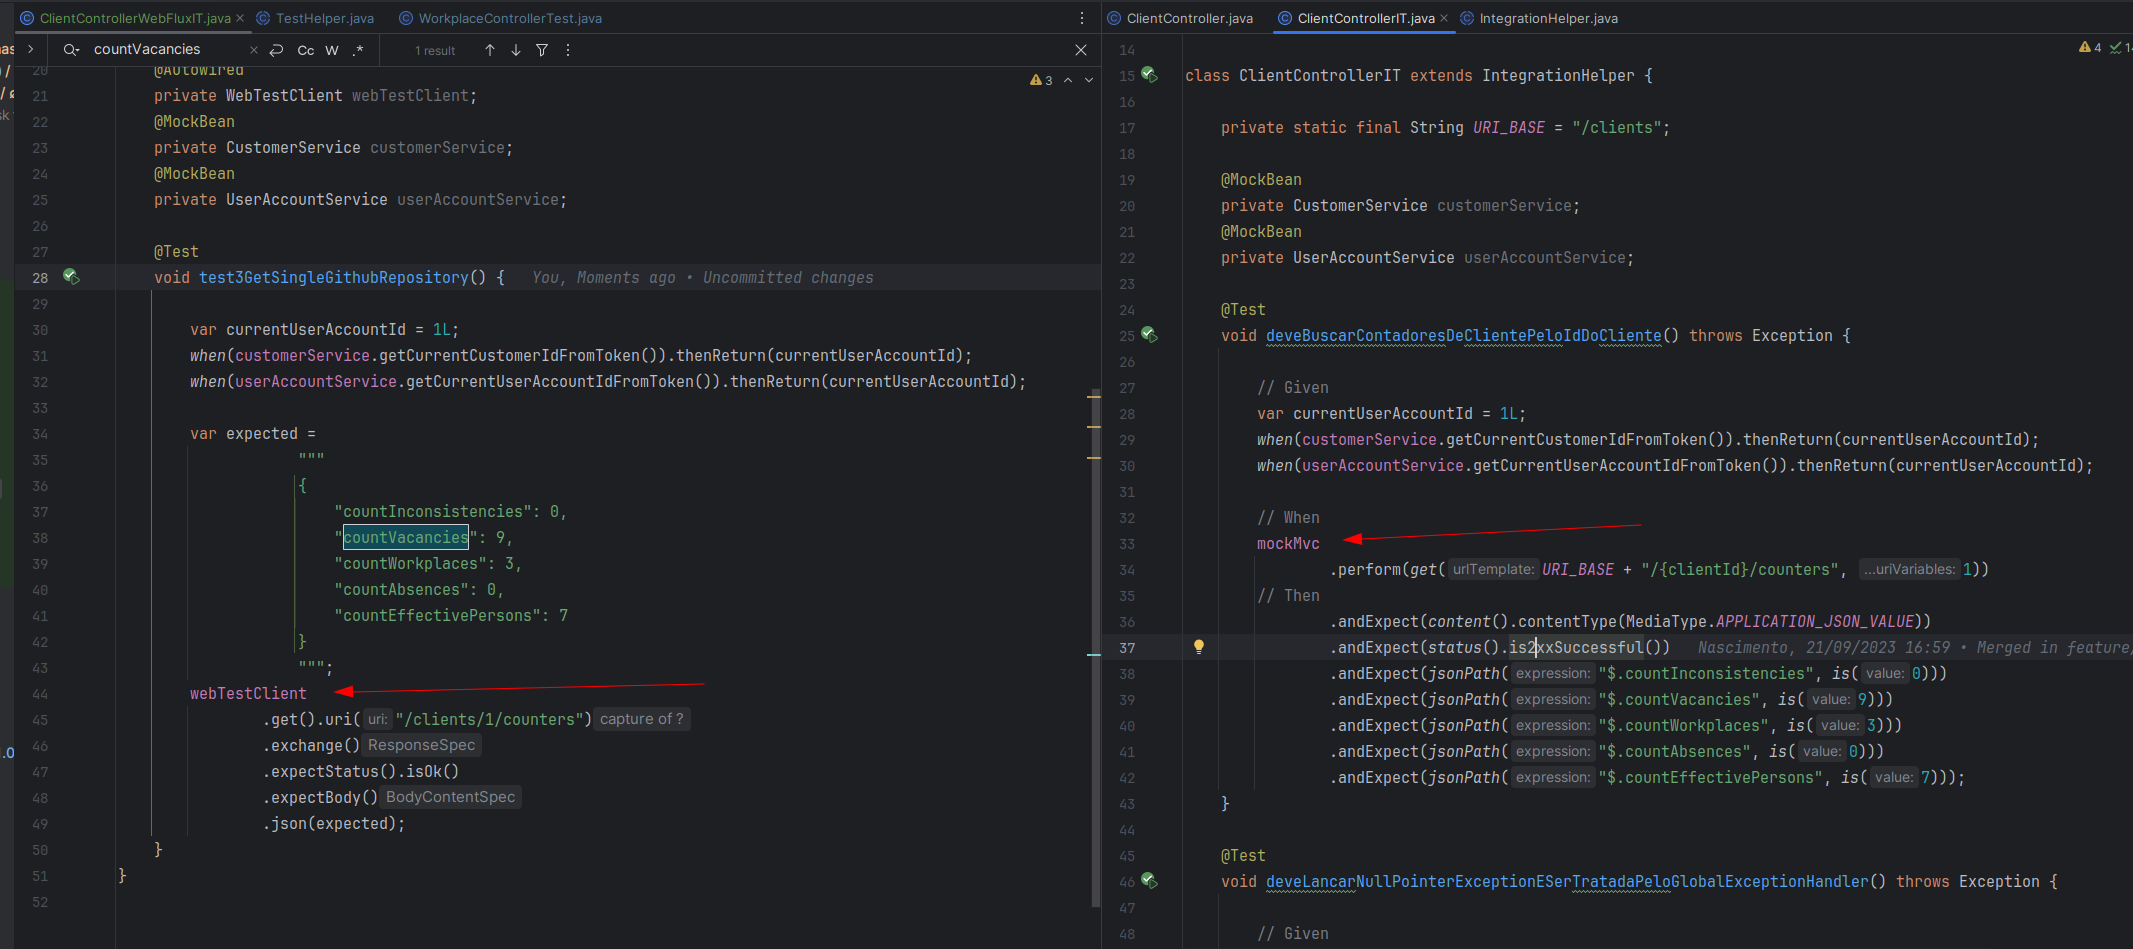 ClientControllerWebFluxIT.java
TestHelper.java
WorkplaceControllerTest.java
countVacancies
Cc
W
.*
1 result
3
20 @Autowired
21 private WebTestClient webTestClient;
22 @MockBean
23 private CustomerService customerService;
24 @MockBean
25 private UserAccountService userAccountService;
26
27 @Test
28 void test3GetSingleGithubRepository() { You, Moments ago • Uncommitted changes
29
30 var currentUserAccountId = 1L;
31 when(customerService.getCurrentCustomerIdFromToken()).thenReturn(currentUserAccountId);
32 when(userAccountService.getCurrentUserAccountIdFromToken()).thenReturn(currentUserAccountId);
33
34 var expected =
35 """
36 {
37 "countInconsistencies": 0,
38 "countVacancies": 9,
39 "countWorkplaces": 3,
40 "countAbsences": 0,
41 "countEffectivePersons": 7
42 }
43 """;
44 webTestClient
45 .get().uri( uri: "/clients/1/counters") capture of ?
46 .exchange() ResponseSpec
47 .expectStatus().isOk()
48 .expectBody() BodyContentSpec
49 .json(expected);
50 }
51 }
52
ClientController.java
ClientControllerIT.java
IntegrationHelper.java
4
14
15 class ClientControllerIT extends IntegrationHelper {
16
17 private static final String URI_BASE = "/clients";
18
19 @MockBean
20 private CustomerService customerService;
21 @MockBean
22 private UserAccountService userAccountService;
23
24 @Test
25 void deveBuscarContadoresDeClientePeloIdDoCliente() throws Exception {
26
27 // Given
28 var currentUserAccountId = 1L;
29 when(customerService.getCurrentCustomerIdFromToken()).thenReturn(currentUserAccountId);
30 when(userAccountService.getCurrentUserAccountIdFromToken()).thenReturn(currentUserAccountId);
31
32 // When
33 mockMvc
34 .perform(get( urlTemplate: URI_BASE + "/{clientId}/counters", ...uriVariables: 1))
35 // Then
36 .andExpect(content().contentType(MediaType.APPLICATION_JSON_VALUE))
37 .andExpect(status().is2xxSuccessful()) Nascimento, 21/09/2023 16:59 • Merged in feature/
38 .andExpect(jsonPath( expression: "$.countInconsistencies", is( value: 0)))
39 .andExpect(jsonPath( expression: "$.countVacancies", is( value: 9)))
40 .andExpect(jsonPath( expression: "$.countWorkplaces", is( value: 3)))
41 .andExpect(jsonPath( expression: "$.countAbsences", is( value: 0)))
42 .andExpect(jsonPath( expression: "$.countEffectivePersons", is( value: 7)));
43 }
44
45 @Test
46 void deveLancarNullPointerExceptionESerTratadaPeloGlobalExceptionHandler() throws Exception {
47
48 // Given